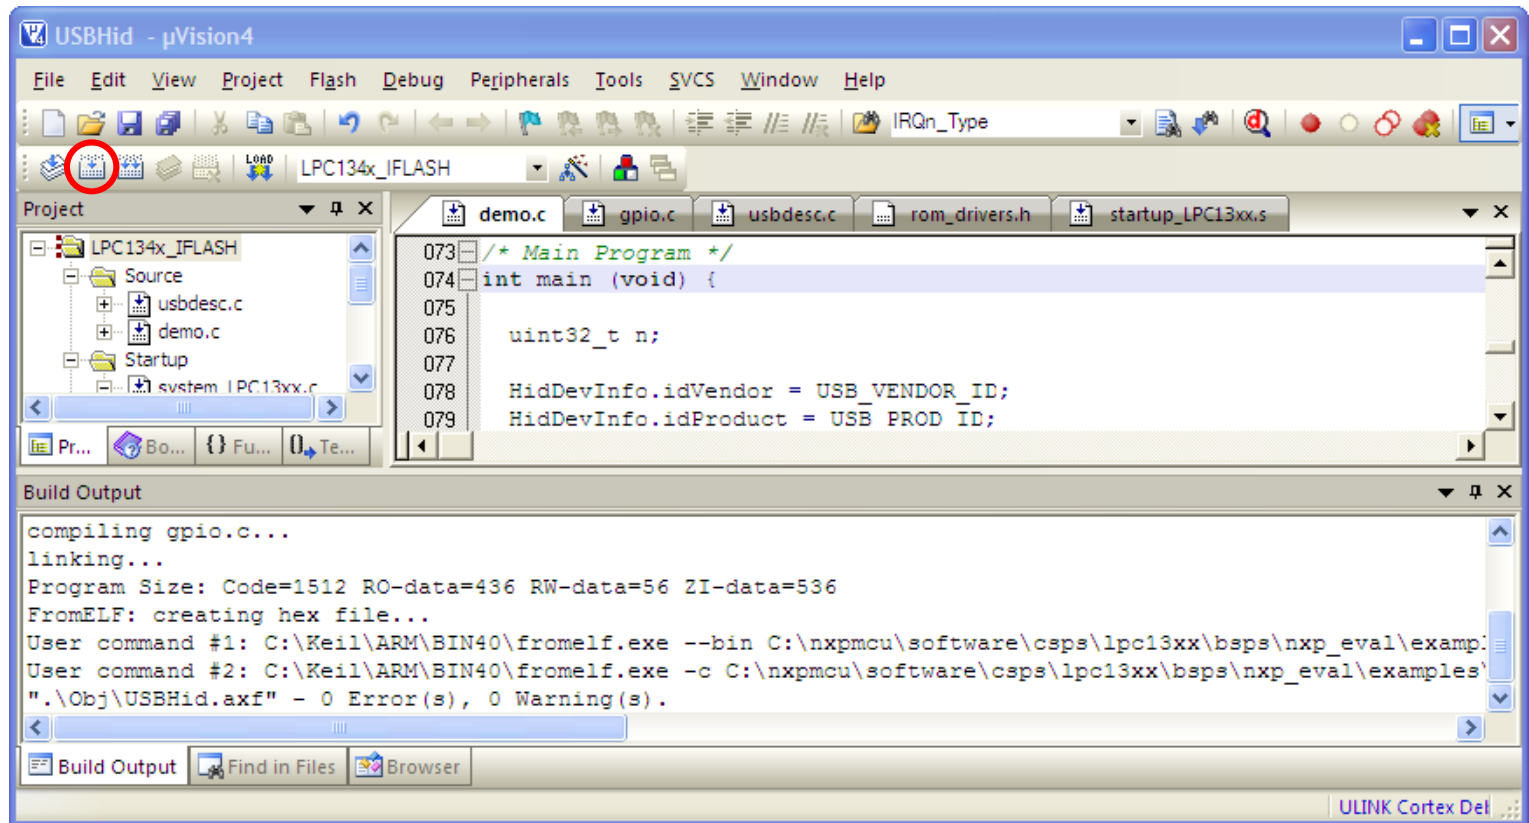 USBHid - µVision4
File Edit View Project Flash Debug Peripherals Tools SVCS Window Help
IRQn_Type
LOAD LPC134x_IFLASH
Project
demo.c gpio.c usbdesc.c rom_drivers.h startup_LPC13xx.s
LPC134x_IFLASH
Source
usbdesc.c
demo.c
Startup
system_LPC13xx.c
Pr... Bo... {} Fu... Te...
073 /* Main Program */
074 int main (void) {
075
076 uint32_t n;
077
078 HidDevInfo.idVendor = USB_VENDOR_ID;
079 HidDevInfo.idProduct = USB_PROD_ID;
Build Output
compiling gpio.c...
linking...
Program Size: Code=1512 RO-data=436 RW-data=56 ZI-data=536
FromELF: creating hex file...
User command #1: C:\Keil\ARM\BIN40\fromelf.exe --bin C:\nxpmcu\software\csps\lpc13xx\bsps\nxp_eval\exampl
User command #2: C:\Keil\ARM\BIN40\fromelf.exe -c C:\nxpmcu\software\csps\lpc13xx\bsps\nxp_eval\examples\
".\Obj\USBHid.axf" - 0 Error(s), 0 Warning(s).
Build Output Find in Files Browser
ULINK Cortex Det